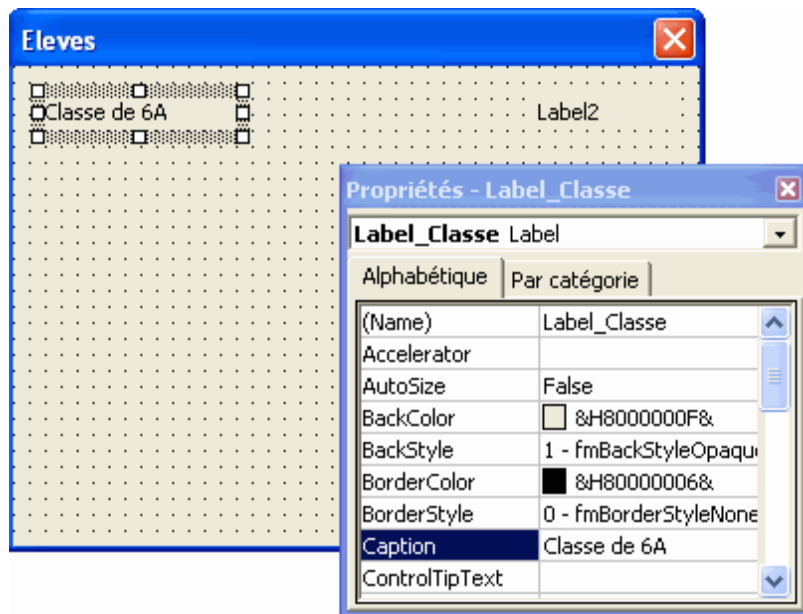 Eleves
Classe de 6A
Label2
Propriétés - Label_Classe
Label_Classe Label
Alphabétique Par catégorie
(Name) Label_Classe
Accelerator
AutoSize False
BackColor &H8000000F&
BackStyle 1 - fmBackStyleOpaqu
BorderColor &H80000006&
BorderStyle 0 - fmBorderStyleNone
Caption Classe de 6A
ControlTipText